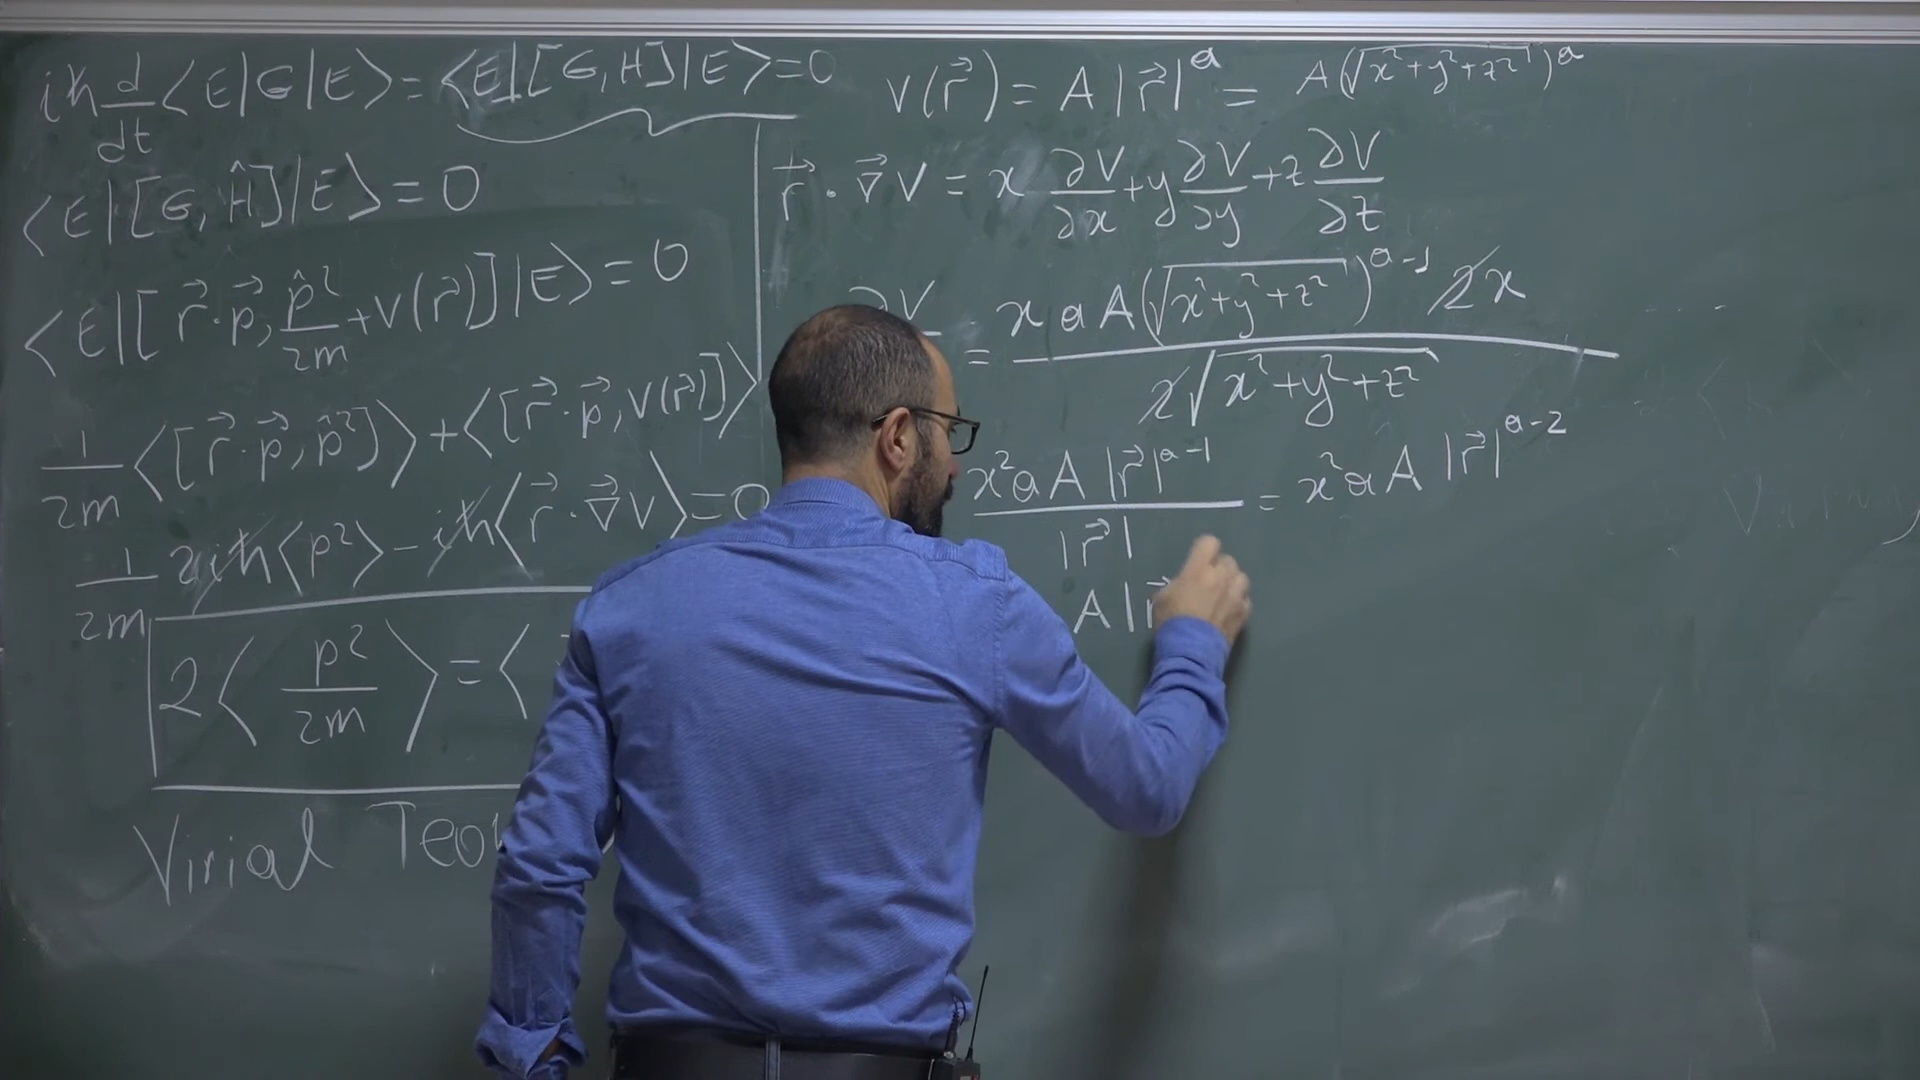 iħ d/dt ⟨E|G|E⟩ = ⟨E|[G,H]|E⟩=0
⟨E|[G,Ĥ]|E⟩=0
⟨E|[r⃗·p⃗, p̂²/2m +V(r⃗)]|E⟩=0
1/2m ⟨[r⃗·p⃗, p̂²]⟩+⟨[r⃗·p⃗,V(r⃗)]⟩
1/2m 2iħ⟨p²⟩-iħ⟨r⃗·∇⃗V⟩=0
2⟨p²/2m⟩=⟨
Virial
V(r⃗)= A|r⃗|^a = A(√x²+y²+z²)^a
r⃗·∇⃗V = x ∂V/∂x+y ∂V/∂y+z ∂V/∂z
∂V = x a A(√x²+y²+z²)^a-1 2x / 2√x²+y²+z²
x²aA|r⃗|^a-1 / |r⃗| = x²aA|r⃗|^a-2
A|r⃗